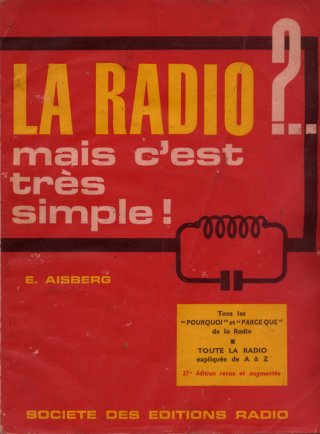 LA RADIO ?..
mais c'est
très
simple !
E. AISBERG
Tous les
"POURQUOI" et "PARCE QUE"
de la Radio
TOUTE LA RADIO
expliquée de A à Z
27e édition revue et augmentée
SOCIETE DES EDITIONS RADIO